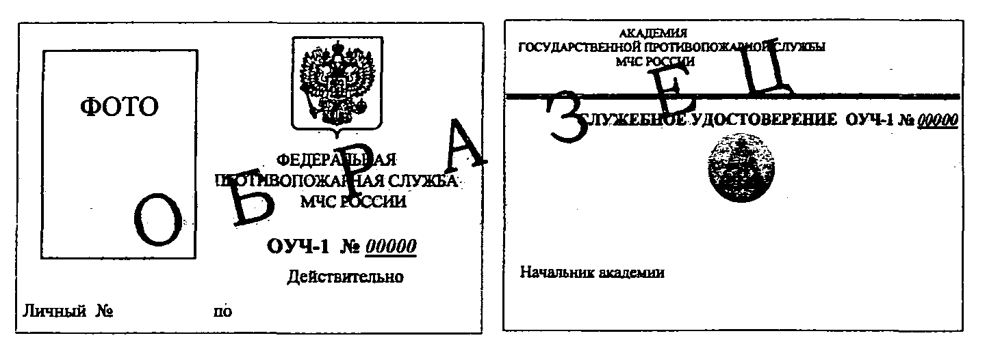 ФОТО
ФЕДЕРАЛЬНАЯ
ПРОТИВОПОЖАРНАЯ СЛУЖБА
МЧС РОССИИ
ОУЧ-1 № 00000
Действительно
Личный № по
АКАДЕМИЯ
ГОСУДАРСТВЕННОЙ ПРОТИВОПОЖАРНОЙ СЛУЖБЫ
МЧС РОССИИ
СЛУЖЕБНОЕ УДОСТОВЕРЕНИЕ ОУЧ-1 № 00000
Начальник академии
ОБРАЗЕЦ